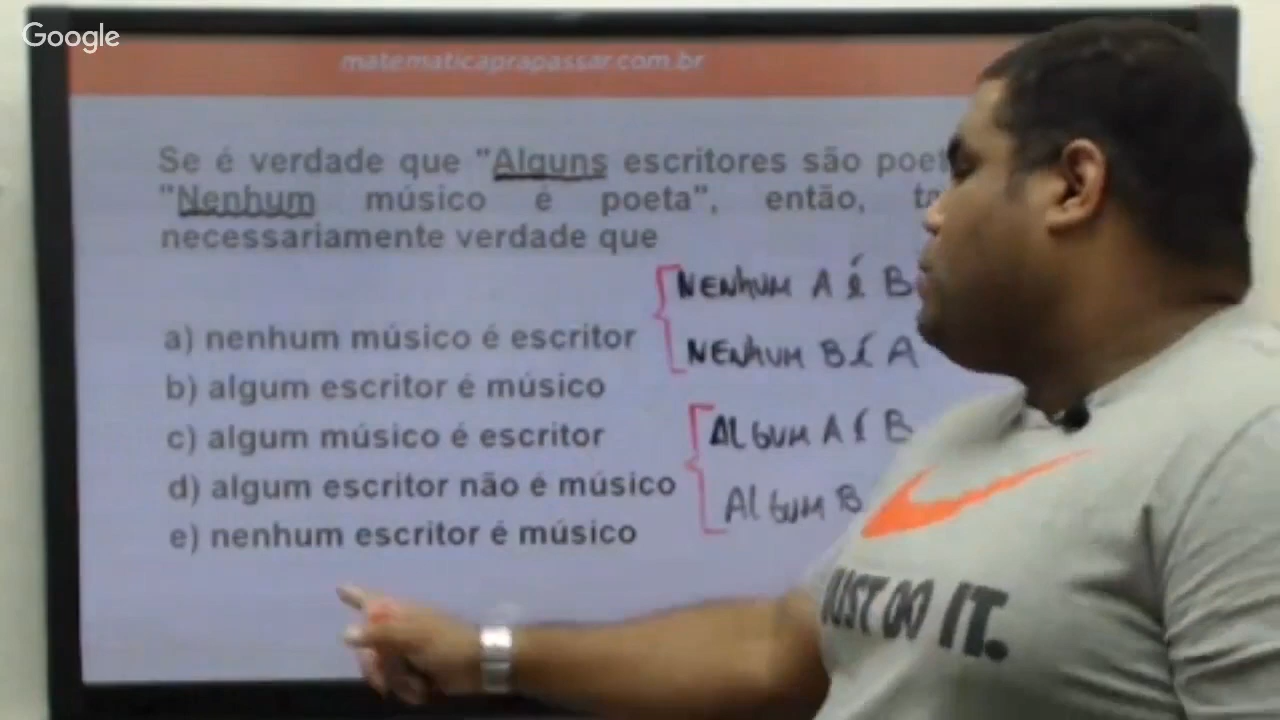 Google
matematicaprapassar.com.br
Se é verdade que "Alguns escritores são
"Nenhum músico é poeta", então,
necessariamente verdade que
NENHUM A É B
a) nenhum músico é escritor
NENHUM B É A
b) algum escritor é músico
c) algum músico é escritor
ALGUM A É B
d) algum escritor não é músico
ALGUM B
e) nenhum escritor é músico
JUST DO IT.